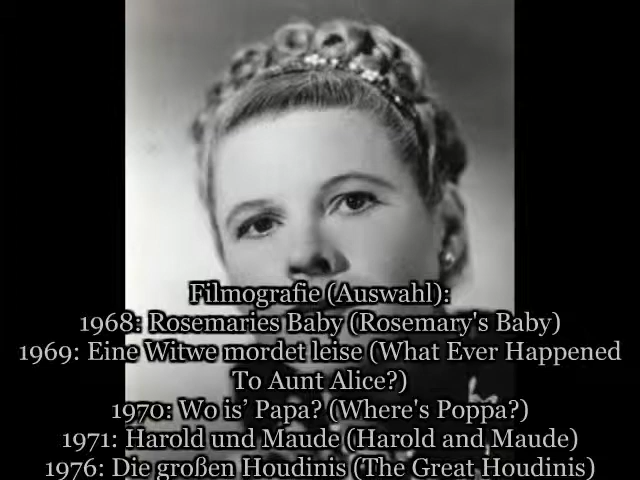 Filmografie (Auswahl):
1968: Rosemaries Baby (Rosemary's Baby)
1969: Eine Witwe mordet leise (What Ever Happened
To Aunt Alice?)
1970: Wo is’ Papa? (Where's Poppa?)
1971: Harold und Maude (Harold and Maude)
1976: Die großen Houdinis (The Great Houdinis)